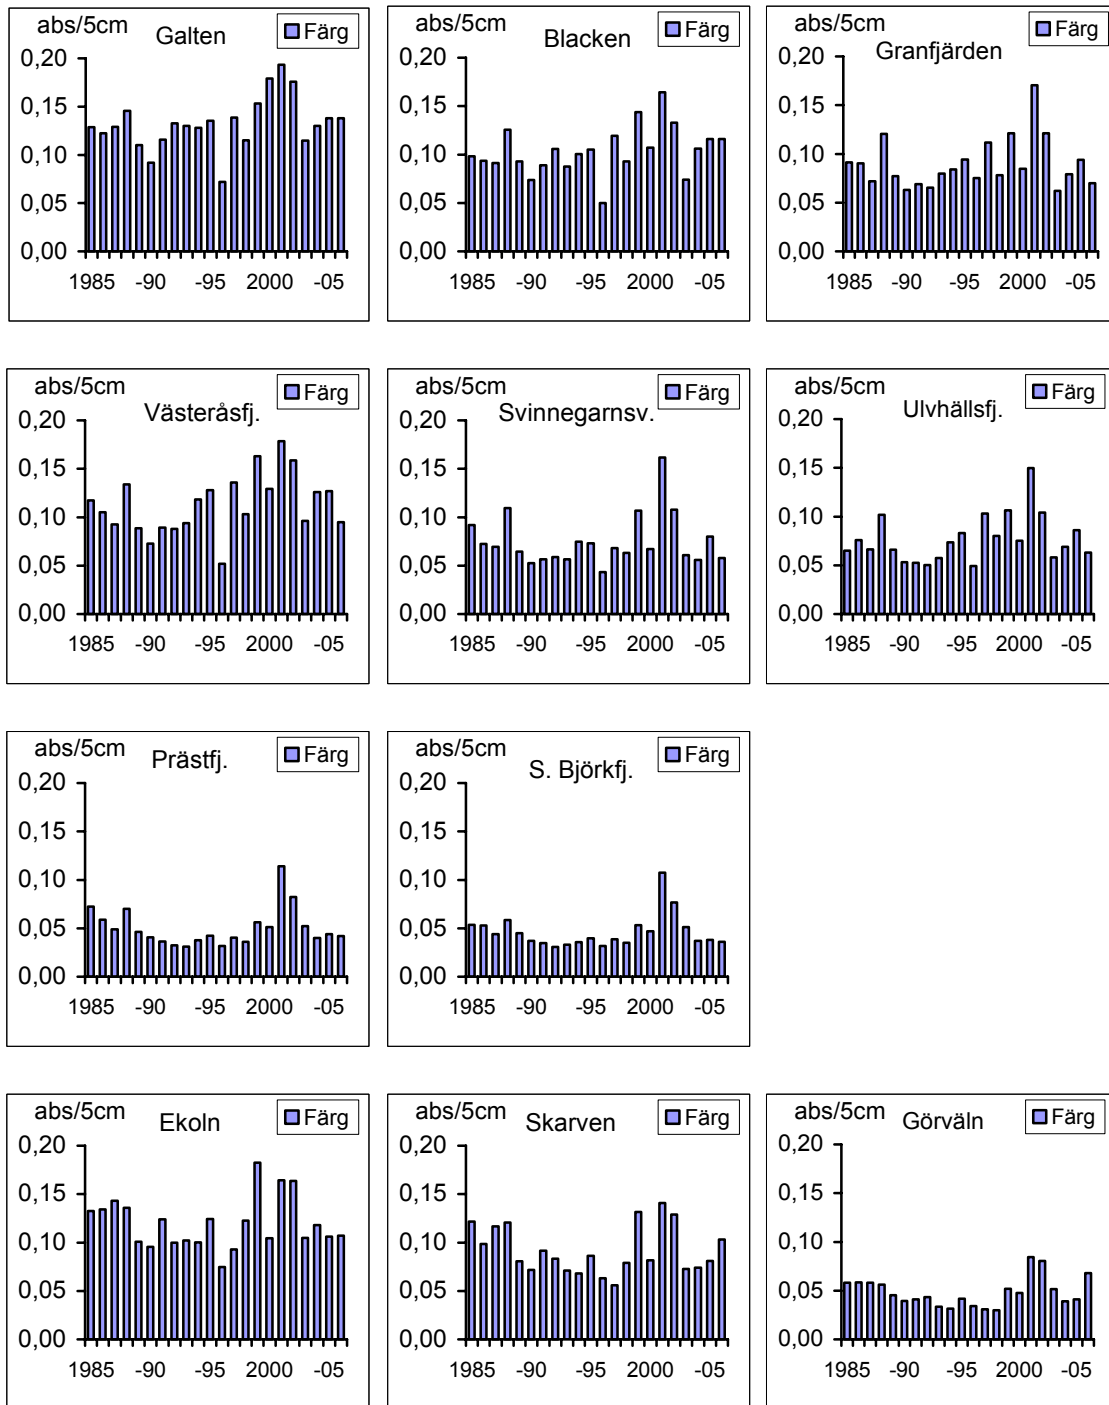 abs/5cm
Galten
Färg
0,20
0,15
0,10
0,05
0,00
1985 -90 -95 2000 -05
abs/5cm
Blacken
Färg
0,20
0,15
0,10
0,05
0,00
1985 -90 -95 2000 -05
abs/5cm
Granfjärden
Färg
0,20
0,15
0,10
0,05
0,00
1985 -90 -95 2000 -05
abs/5cm
Västeråsfj.
Färg
0,20
0,15
0,10
0,05
0,00
1985 -90 -95 2000 -05
abs/5cm
Svinnegarnsv.
Färg
0,20
0,15
0,10
0,05
0,00
1985 -90 -95 2000 -05
abs/5cm
Ulvhällsfj.
Färg
0,20
0,15
0,10
0,05
0,00
1985 -90 -95 2000 -05
abs/5cm
Prästfj.
Färg
0,20
0,15
0,10
0,05
0,00
1985 -90 -95 2000 -05
abs/5cm
S. Björkfj.
Färg
0,20
0,15
0,10
0,05
0,00
1985 -90 -95 2000 -05
abs/5cm
Ekoln
Färg
0,20
0,15
0,10
0,05
0,00
1985 -90 -95 2000 -05
abs/5cm
Skarven
Färg
0,20
0,15
0,10
0,05
0,00
1985 -90 -95 2000 -05
abs/5cm
Görväln
Färg
0,20
0,15
0,10
0,05
0,00
1985 -90 -95 2000 -05